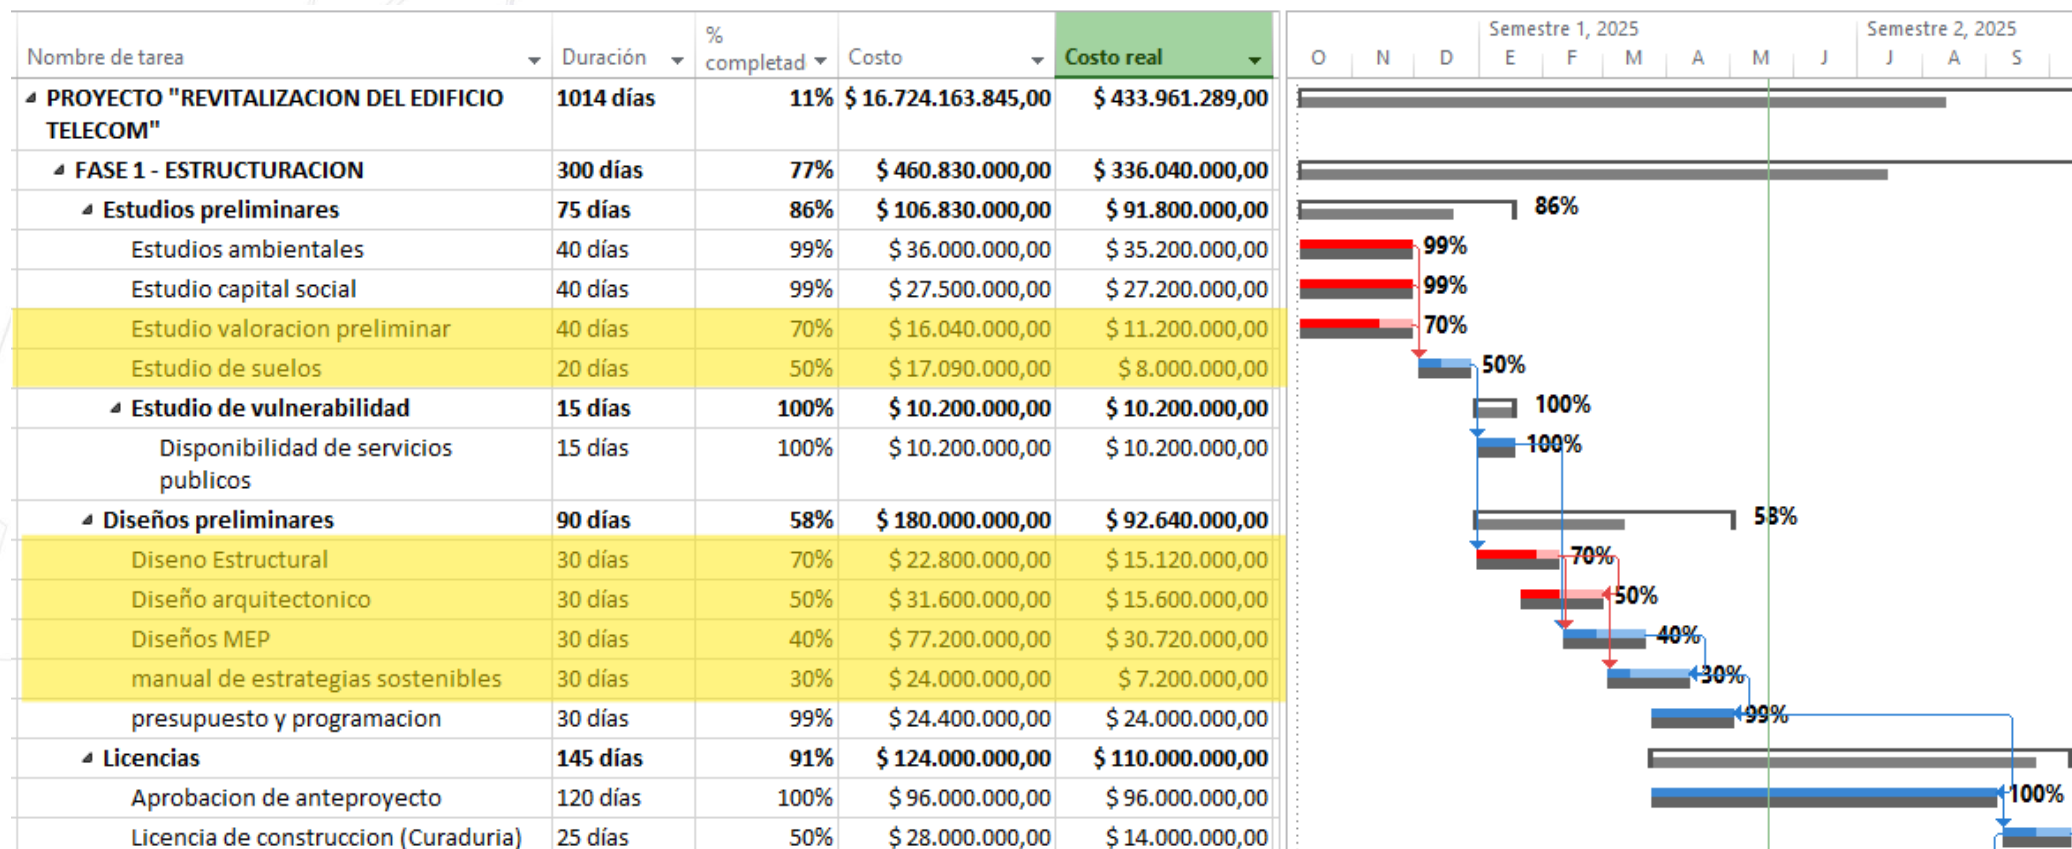 Nombre de tarea Duración % completad Costo Costo real Semestre 1, 2025 Semestre 2, 2025
O N D E F M A M J J A S
PROYECTO "REVITALIZACION DEL EDIFICIO TELECOM" 1014 días 11% $ 16.724.163.845,00 $ 433.961.289,00
FASE 1 - ESTRUCTURACION 300 días 77% $ 460.830.000,00 $ 336.040.000,00
Estudios preliminares 75 días 86% $ 106.830.000,00 $ 91.800.000,00 86%
Estudios ambientales 40 días 99% $ 36.000.000,00 $ 35.200.000,00 99%
Estudio capital social 40 días 99% $ 27.500.000,00 $ 27.200.000,00 99%
Estudio valoracion preliminar 40 días 70% $ 16.040.000,00 $ 11.200.000,00 70%
Estudio de suelos 20 días 50% $ 17.090.000,00 $ 8.000.000,00 50%
Estudio de vulnerabilidad 15 días 100% $ 10.200.000,00 $ 10.200.000,00 100%
Disponibilidad de servicios publicos 15 días 100% $ 10.200.000,00 $ 10.200.000,00 100%
Diseños preliminares 90 días 58% $ 180.000.000,00 $ 92.640.000,00 58%
Diseno Estructural 30 días 70% $ 22.800.000,00 $ 15.120.000,00 70%
Diseño arquitectonico 30 días 50% $ 31.600.000,00 $ 15.600.000,00 50%
Diseños MEP 30 días 40% $ 77.200.000,00 $ 30.720.000,00 40%
manual de estrategias sostenibles 30 días 30% $ 24.000.000,00 $ 7.200.000,00 30%
presupuesto y programacion 30 días 99% $ 24.400.000,00 $ 24.000.000,00 99%
Licencias 145 días 91% $ 124.000.000,00 $ 110.000.000,00
Aprobacion de anteproyecto 120 días 100% $ 96.000.000,00 $ 96.000.000,00 100%
Licencia de construccion (Curaduria) 25 días 50% $ 28.000.000,00 $ 14.000.000,00